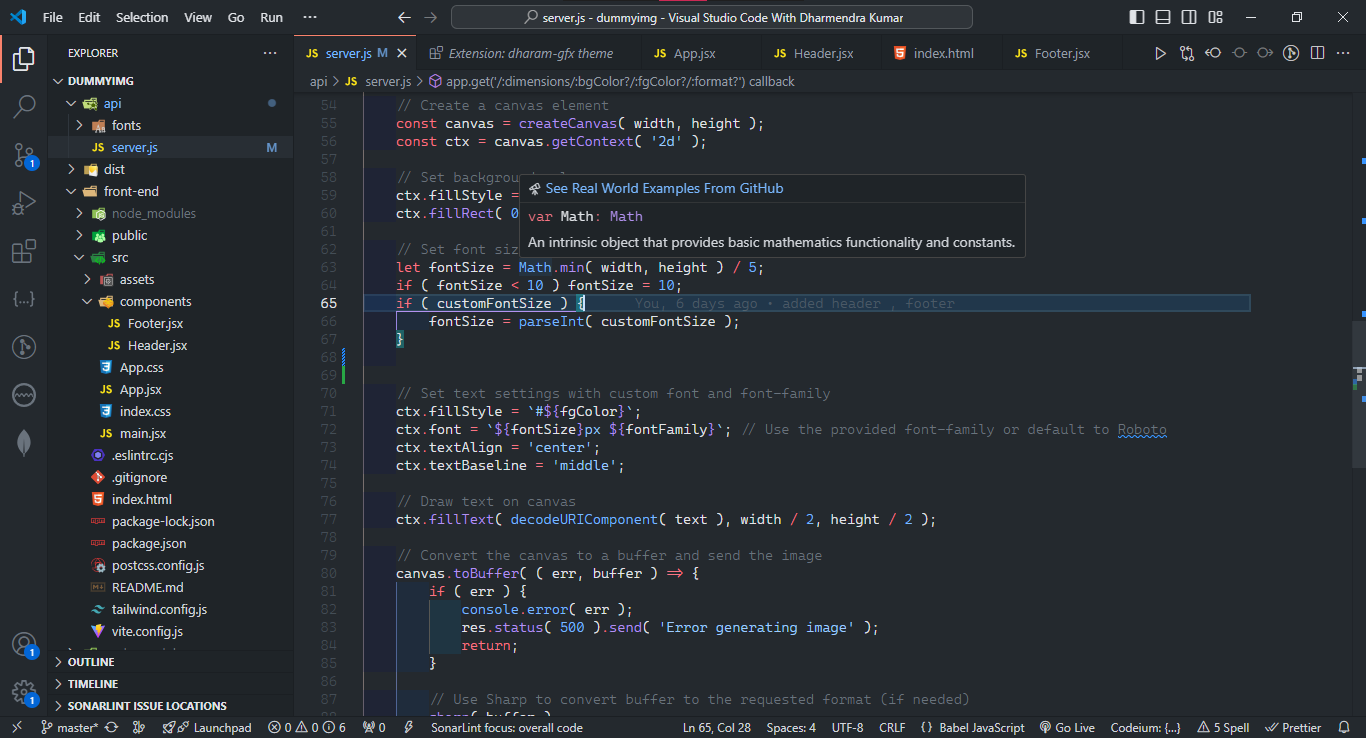 File Edit Selection View Go Run ··· server.js - dummyimg - Visual Studio Code With Dharmendra Kumar
EXPLORER ···
DUMMYIMG
api
fonts
JS server.js M
dist
front-end
node_modules
public
src
assets
components
JS Footer.jsx
JS Header.jsx
App.css
JS App.jsx
index.css
JS main.jsx
.eslintrc.cjs
.gitignore
index.html
package-lock.json
package.json
postcss.config.js
README.md
tailwind.config.js
vite.config.js
OUTLINE
TIMELINE
SONARLINT ISSUE LOCATIONS
1
1
1
JS server.js M Extension: dharam-gfx theme JS App.jsx JS Header.jsx index.html JS Footer.jsx
api > JS server.js > app.get('/:dimensions/:bgColor?/:fgColor?/:format?') callback
54 // Create a canvas element
55 const canvas = createCanvas( width, height );
56 const ctx = canvas.getContext( '2d' );
57
58 // Set backgroun
59 ctx.fillStyle =
60 ctx.fillRect( 0
See Real World Examples From GitHub
var Math: Math
An intrinsic object that provides basic mathematics functionality and constants.
61
62 // Set font siz
63 let fontSize = Math.min( width, height ) / 5;
64 if ( fontSize < 10 ) fontSize = 10;
65 if ( customFontSize ) { You, 6 days ago • added header , footer
66 fontSize = parseInt( customFontSize );
67 }
68
69
70 // Set text settings with custom font and font-family
71 ctx.fillStyle = `#${fgColor}`;
72 ctx.font = `${fontSize}px ${fontFamily}`; // Use the provided font-family or default to Roboto
73 ctx.textAlign = 'center';
74 ctx.textBaseline = 'middle';
75
76 // Draw text on canvas
77 ctx.fillText( decodeURIComponent( text ), width / 2, height / 2 );
78
79 // Convert the canvas to a buffer and send the image
80 canvas.toBuffer( ( err, buffer ) => {
81 if ( err ) {
82 console.error( err );
83 res.status( 500 ).send( 'Error generating image' );
84 return;
85 }
86
87 // Use Sharp to convert buffer to the requested format (if needed)
master* Launchpad 0 0 6 0 SonarLint focus: overall code Ln 65, Col 28 Spaces: 4 UTF-8 CRLF {} Babel JavaScript Go Live Codeium: {...} 5 Spell Prettier